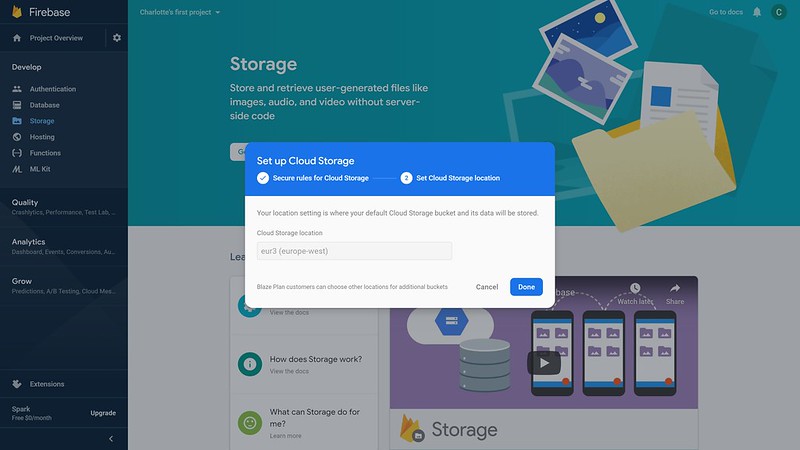 Firebase
Project Overview
Develop
Authentication
Database
Storage
Hosting
Functions
ML Kit
Quality
Crashlytics, Performance, Test Lab, ...
Analytics
Dashboard, Events, Conversions, Au...
Grow
Predictions, A/B Testing, Cloud Mes...
Extensions
Spark
Free $0/month
Upgrade
Charlotte's first project
Go to docs
C
Storage
Store and retrieve user-generated files like
images, audio, and video without server-
side code
Set up Cloud Storage
Secure rules for Cloud Storage
2 Set Cloud Storage location
Your location setting is where your default Cloud Storage bucket and its data will be stored.
Cloud Storage location
eur3 (europe-west)
Blaze Plan customers can choose other locations for additional buckets
Cancel
Done
View the docs
How does Storage work?
View the docs
What can Storage do for
me?
Learn more
Watch later
Share
Storage